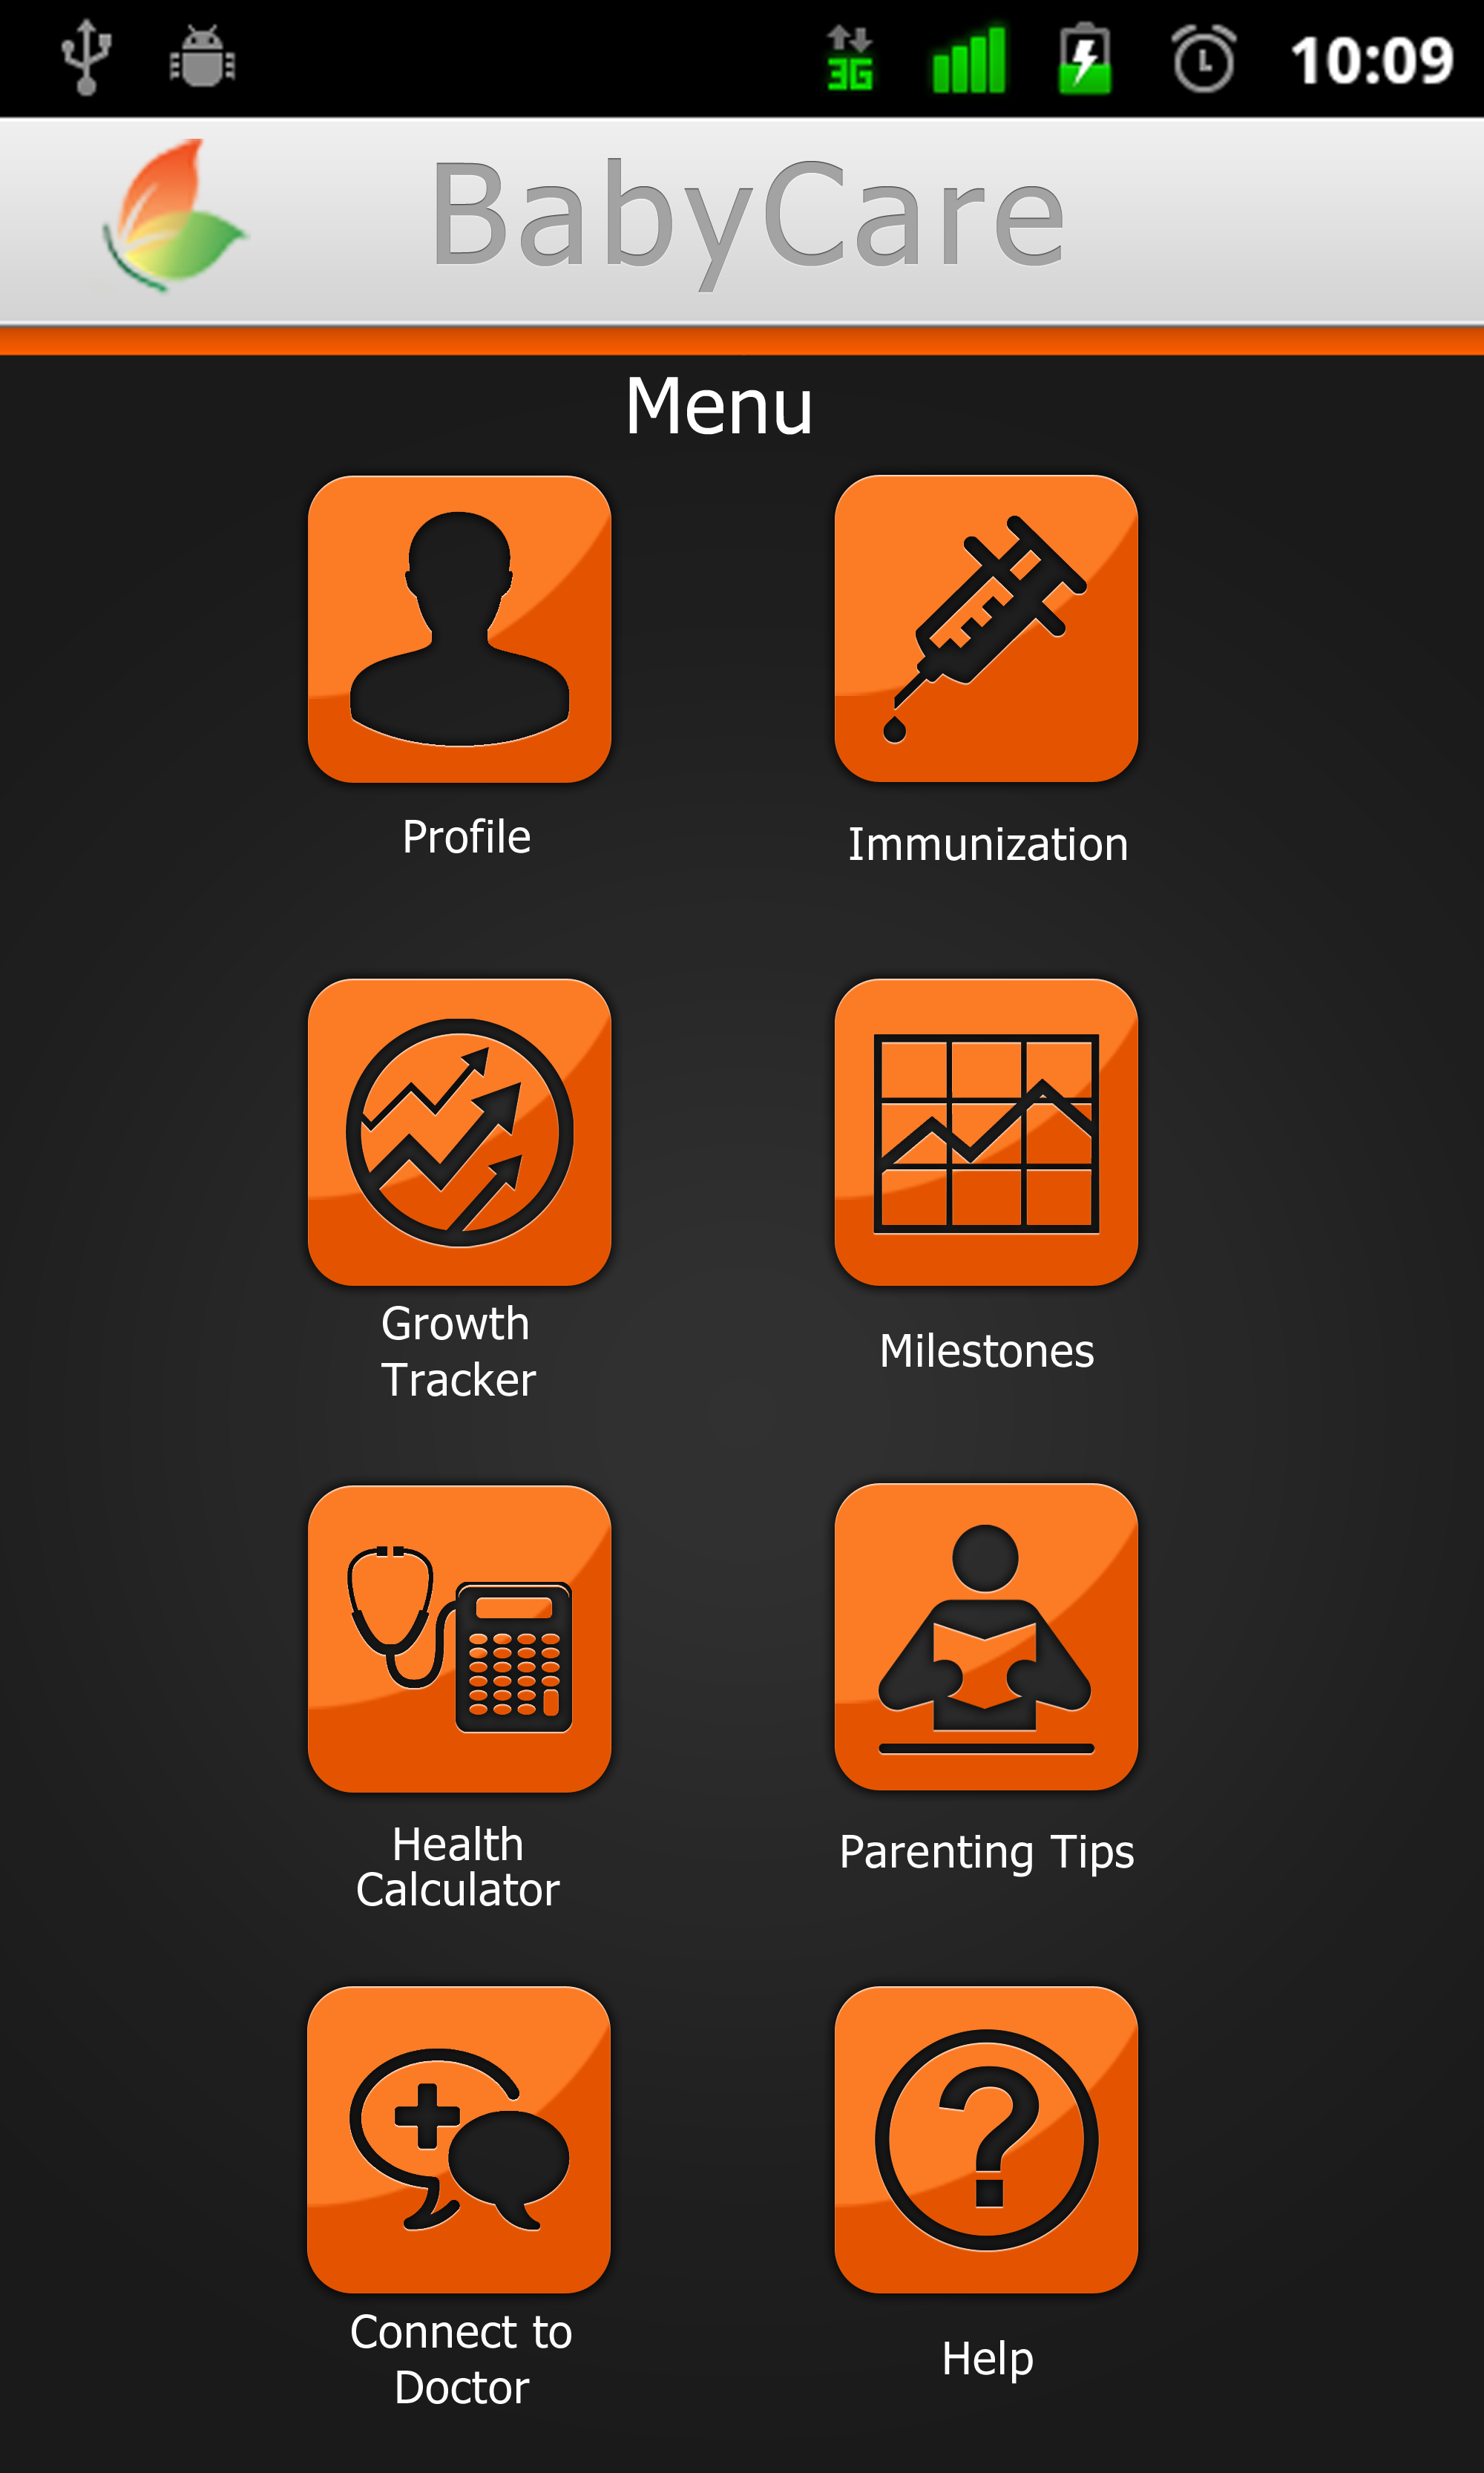 3G 10:09
BabyCare
Menu
Profile
Immunization
Growth
Tracker
Milestones
Health
Calculator
Parenting Tips
Connect to
Doctor
Help